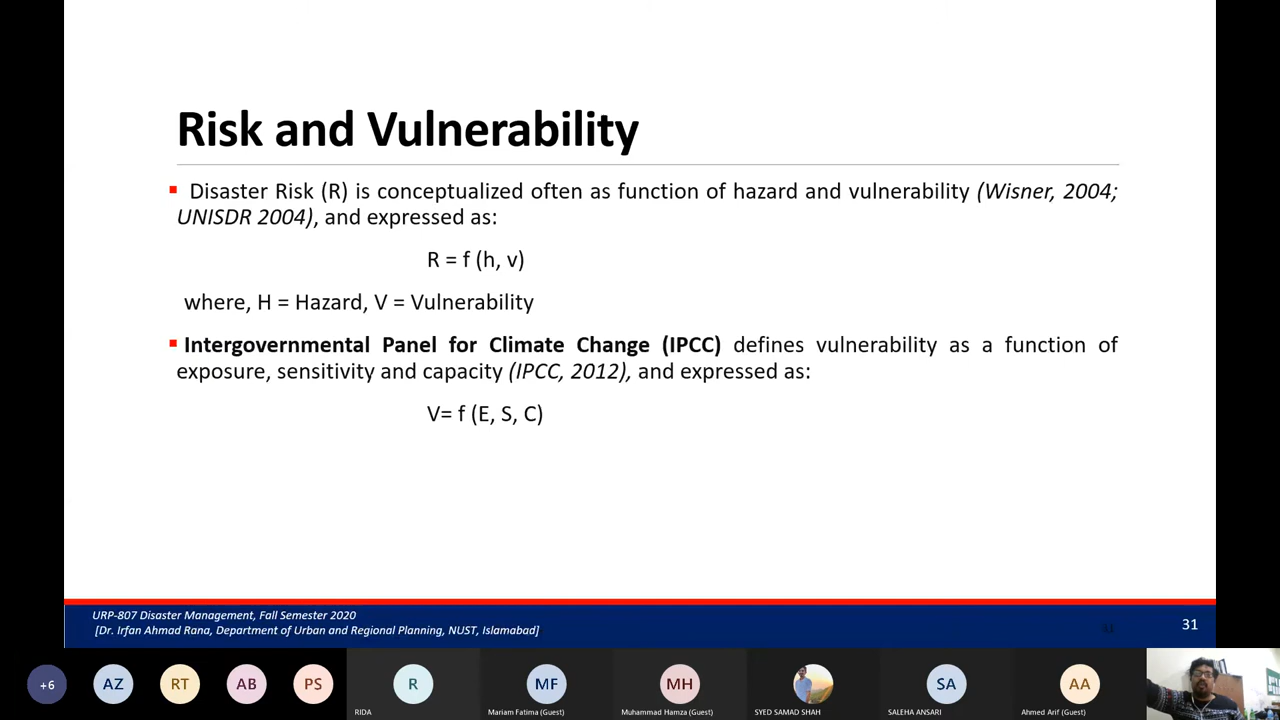 Risk and Vulnerability
▪ Disaster Risk (R) is conceptualized often as function of hazard and vulnerability (Wisner, 2004;
UNISDR 2004), and expressed as:
R = f (h, v)
where, H = Hazard, V = Vulnerability
▪ Intergovernmental Panel for Climate Change (IPCC) defines vulnerability as a function of
exposure, sensitivity and capacity (IPCC, 2012), and expressed as:
V= f (E, S, C)
URP-807 Disaster Management, Fall Semester 2020
[Dr. Irfan Ahmad Rana, Department of Urban and Regional Planning, NUST, Islamabad]
31
31
+6
AZ
RT
AB
PS
R
RIDA
MF
Mariam Fatima (Guest)
MH
Muhammad Hamza (Guest)
SYED SAMAD SHAH
SA
SALEHA ANSARI
AA
Ahmed Arif (Guest)